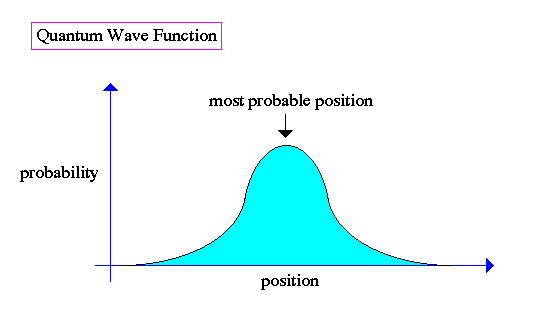 Quantum Wave Function
most probable position
probability
position